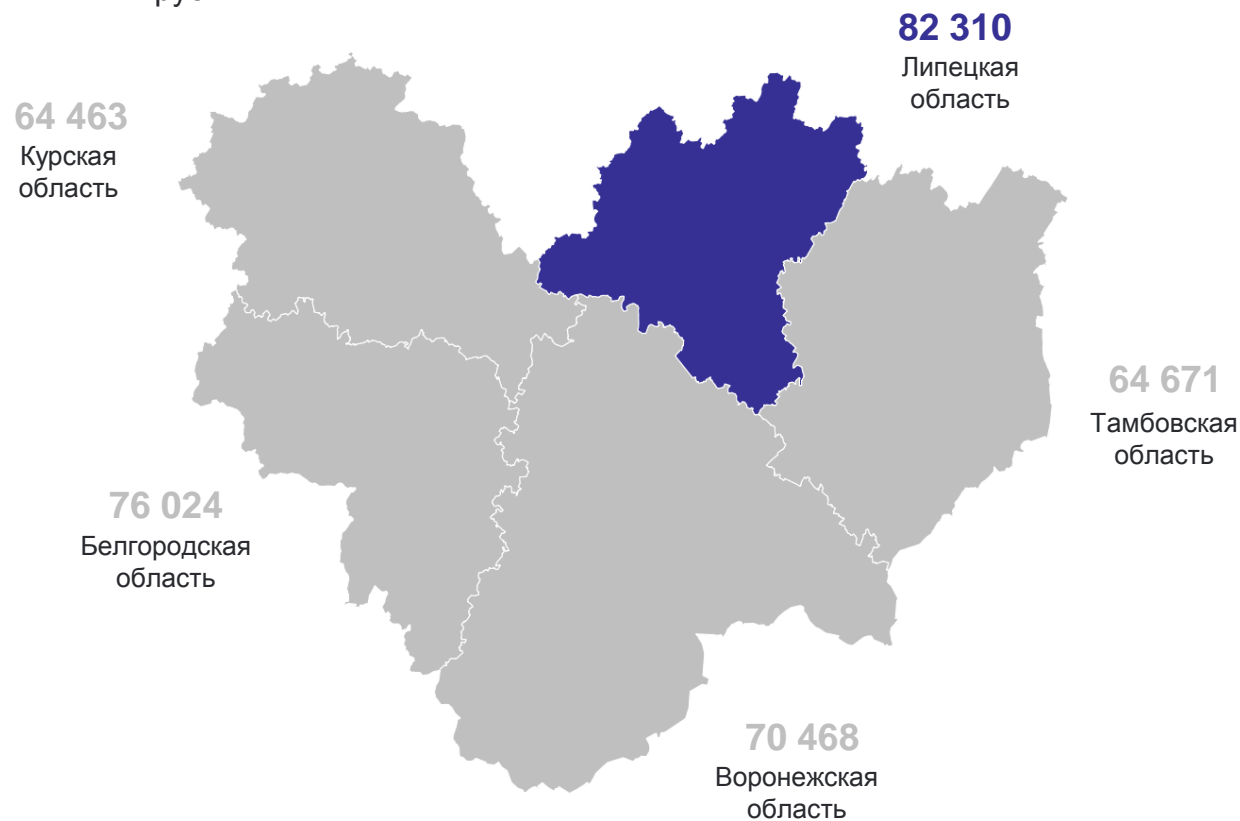 82 310
Липецкая
область
64 463
Курская
область
64 671
Тамбовская
область
76 024
Белгородская
область
70 468
Воронежская
область